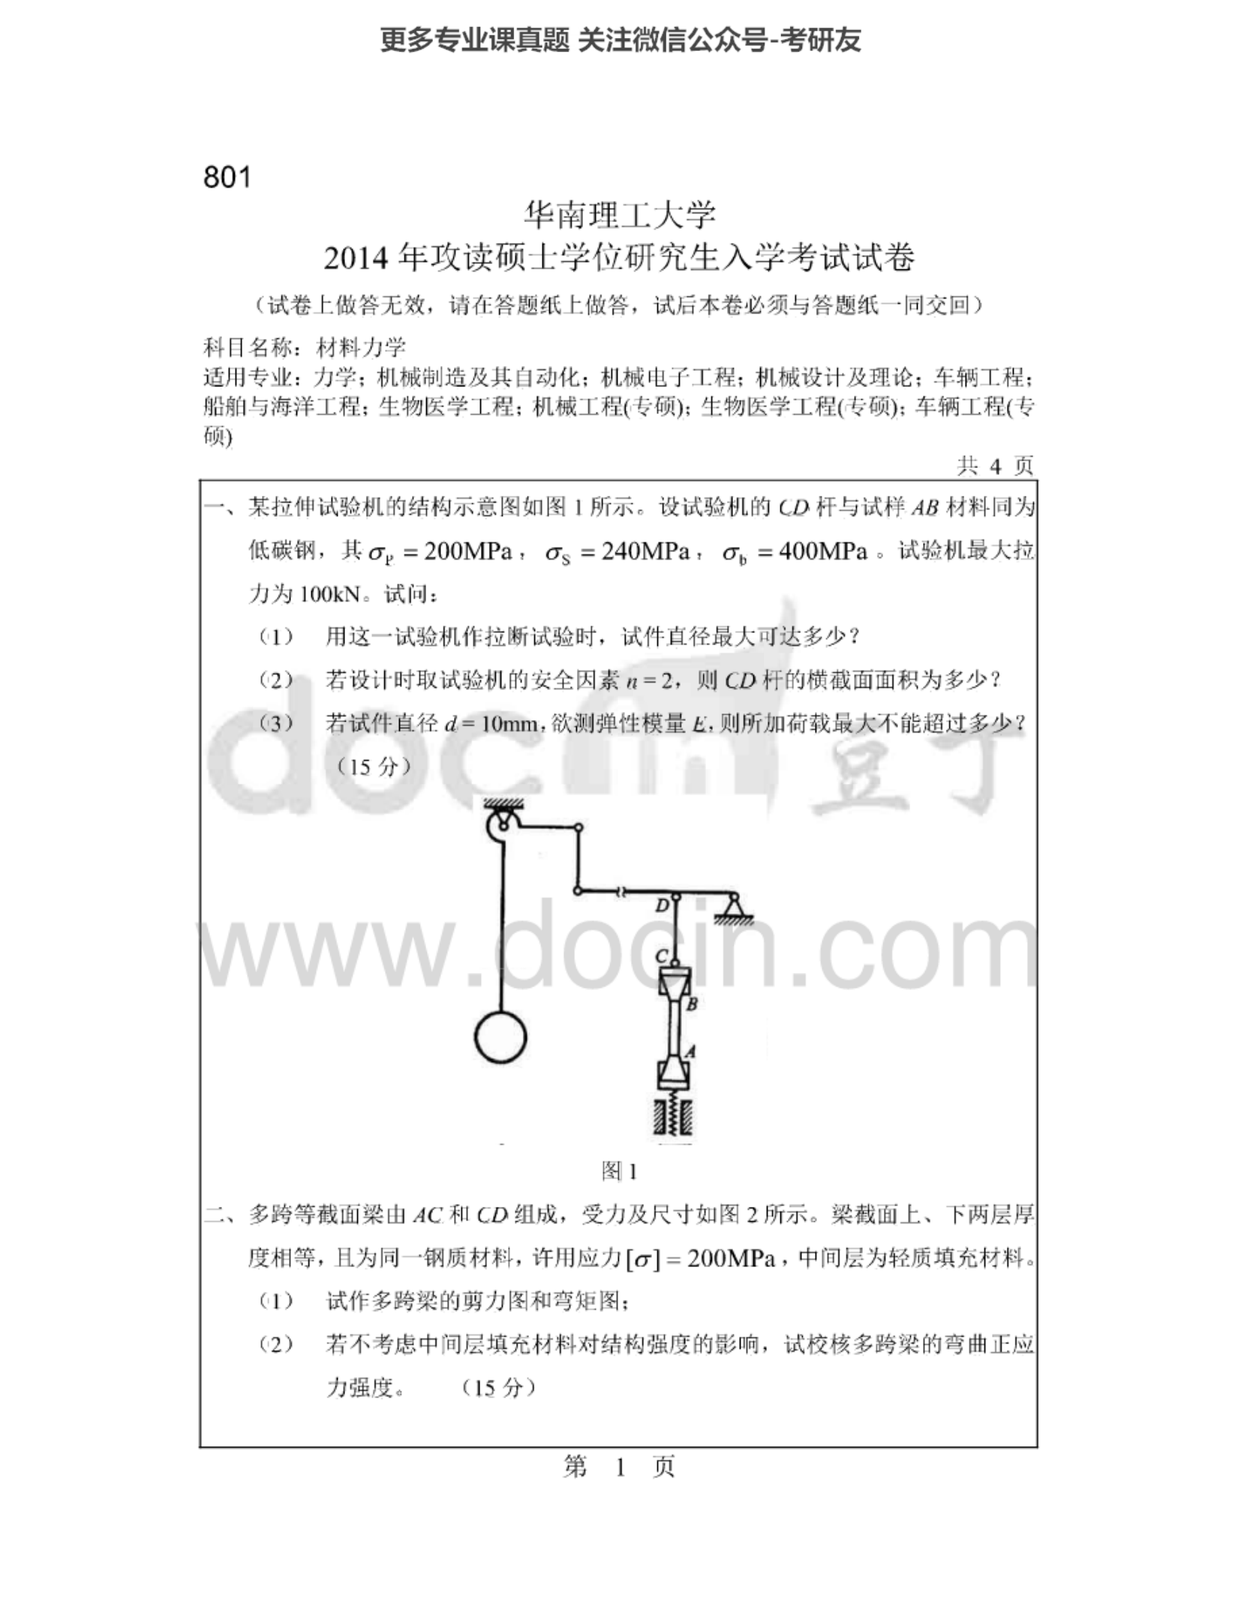 更多专业课真题 关注微信公众号-考研友
801
华南理工大学
2014 年攻读硕士学位研究生入学考试试卷
（试卷上做答无效，请在答题纸上做答，试后本卷必须与答题纸一同交回）
科目名称：材料力学
适用专业：力学；机械制造及其自动化；机械电子工程；机械设计及理论；车辆工程；
船舶与海洋工程；生物医学工程；机械工程(专硕)；生物医学工程(专硕)；车辆工程(专
硕)
共 4 页
一、某拉伸试验机的结构示意图如图 1 所示。设试验机的 CD 杆与试样 AB 材料同为
低碳钢，其 σP = 200MPa，σS = 240MPa，σb = 400MPa 。试验机最大拉
力为 100kN。试问：
（1） 用这一试验机作拉断试验时，试件直径最大可达多少？
（2） 若设计时取试验机的安全因素 n = 2，则 CD 杆的横截面面积为多少？
（3） 若试件直径 d = 10mm，欲测弹性模量 E，则所加荷载最大不能超过多少？
（15 分）
docin 豆丁
D
C
B
A
www.docin.com
图 1
二、多跨等截面梁由 AC 和 CD 组成，受力及尺寸如图 2 所示。梁截面上、下两层厚
度相等，且为同一钢质材料，许用应力 [σ] = 200MPa，中间层为轻质填充材料。
（1） 试作多跨梁的剪力图和弯矩图；
（2） 若不考虑中间层填充材料对结构强度的影响，试校核多跨梁的弯曲正应
力强度。 （15 分）
第 1 页